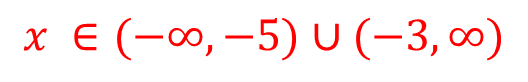 x ∈ (−∞, −5) ∪ (−3, ∞)